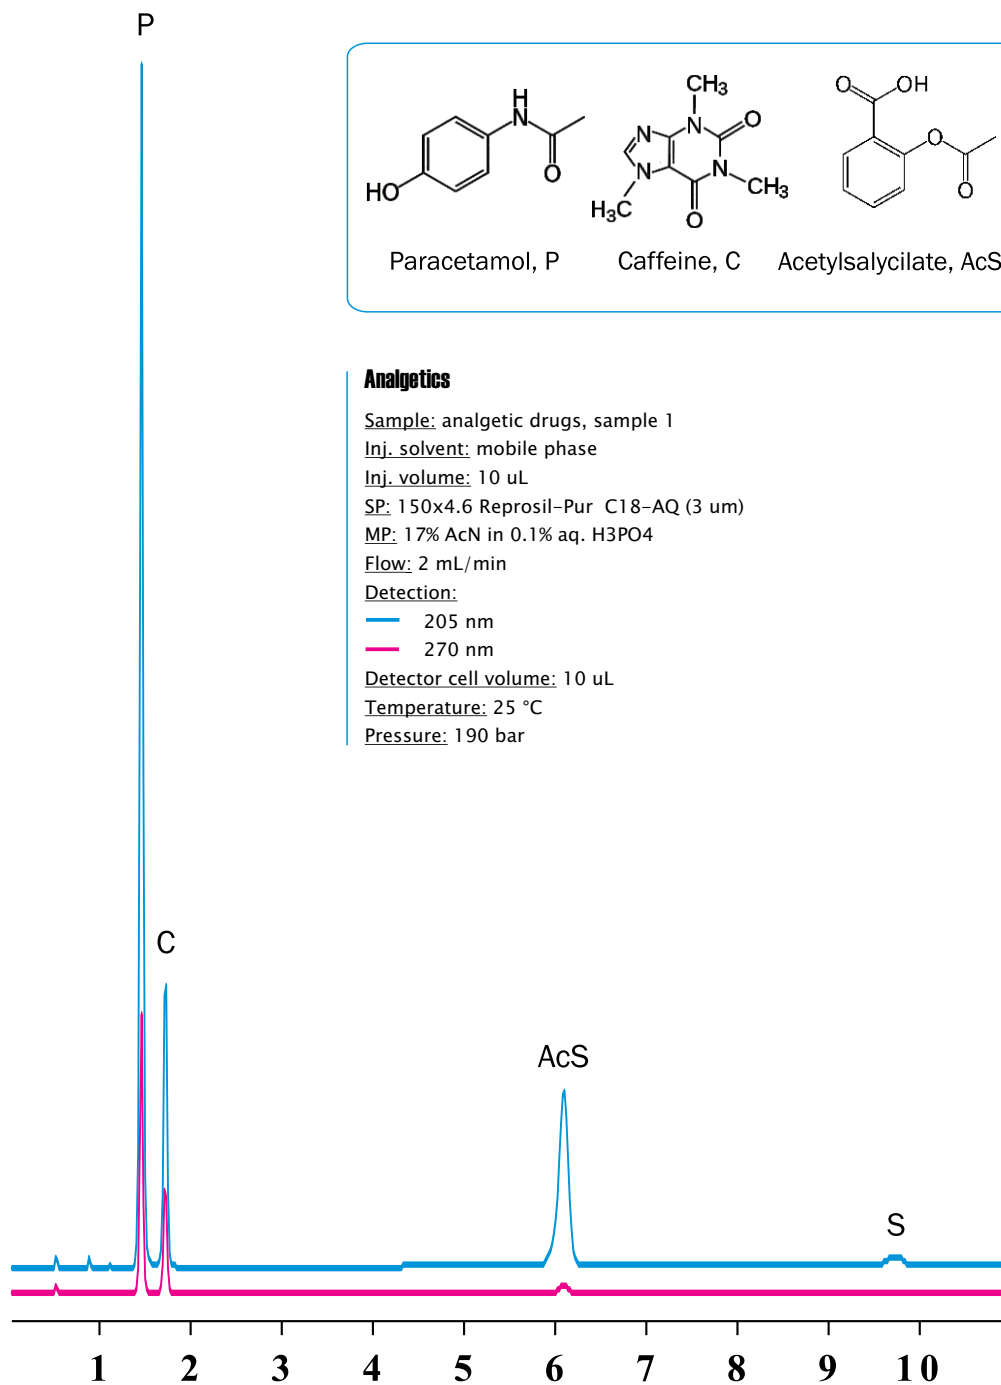 P
H
N
O
HO
Paracetamol, P
CH3
N
N
O
N
N
CH3
H3C
O
Caffeine, C
O
OH
O
O
Acetylsalycilate, AcS
Analgetics
Sample: analgetic drugs, sample 1
Inj. solvent: mobile phase
Inj. volume: 10 uL
SP: 150x4.6 Reprosil-Pur C18-AQ (3 um)
MP: 17% AcN in 0.1% aq. H3PO4
Flow: 2 mL/min
Detection:
205 nm
270 nm
Detector cell volume: 10 uL
Temperature: 25 °C
Pressure: 190 bar
C
AcS
S
1 2 3 4 5 6 7 8 9 10